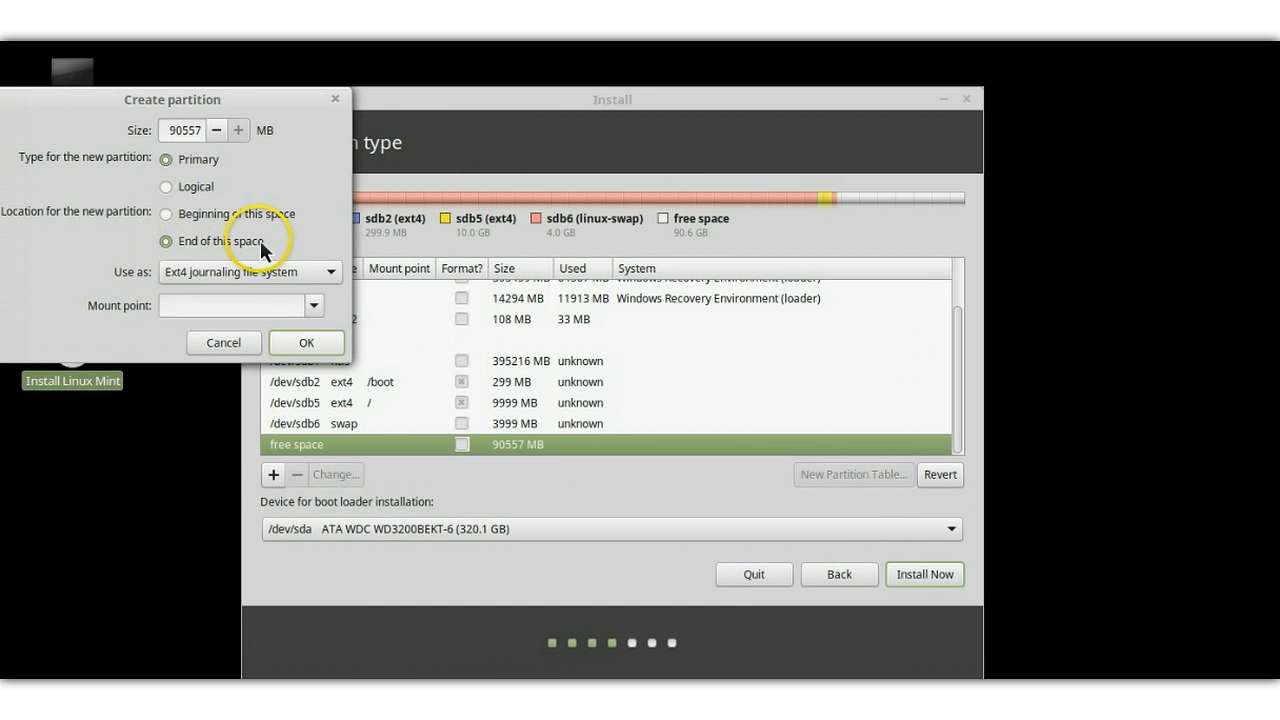 Create partition
Install
Size: 90557 MB
n type
Type for the new partition: Primary
Logical
Location for the new partition: Beginning of this space
End of this space
sdb2 (ext4) sdb5 (ext4) sdb6 (linux-swap) free space
299.9 MB 10.0 GB 4.0 GB 90.6 GB
Use as: Ext4 journaling file system
e Mount point Format? Size Used System
Windows Recovery Environment (loader)
14294 MB 11913 MB Windows Recovery Environment (loader)
Mount point:
2 108 MB 33 MB
Cancel OK
395216 MB unknown
Install Linux Mint
/dev/sdb2 ext4 /boot 299 MB unknown
/dev/sdb5 ext4 / 9999 MB unknown
/dev/sdb6 swap 3999 MB unknown
free space 90557 MB
+ − Change... New Partition Table... Revert
Device for boot loader installation:
/dev/sda ATA WDC WD3200BEKT-6 (320.1 GB)
Quit Back Install Now